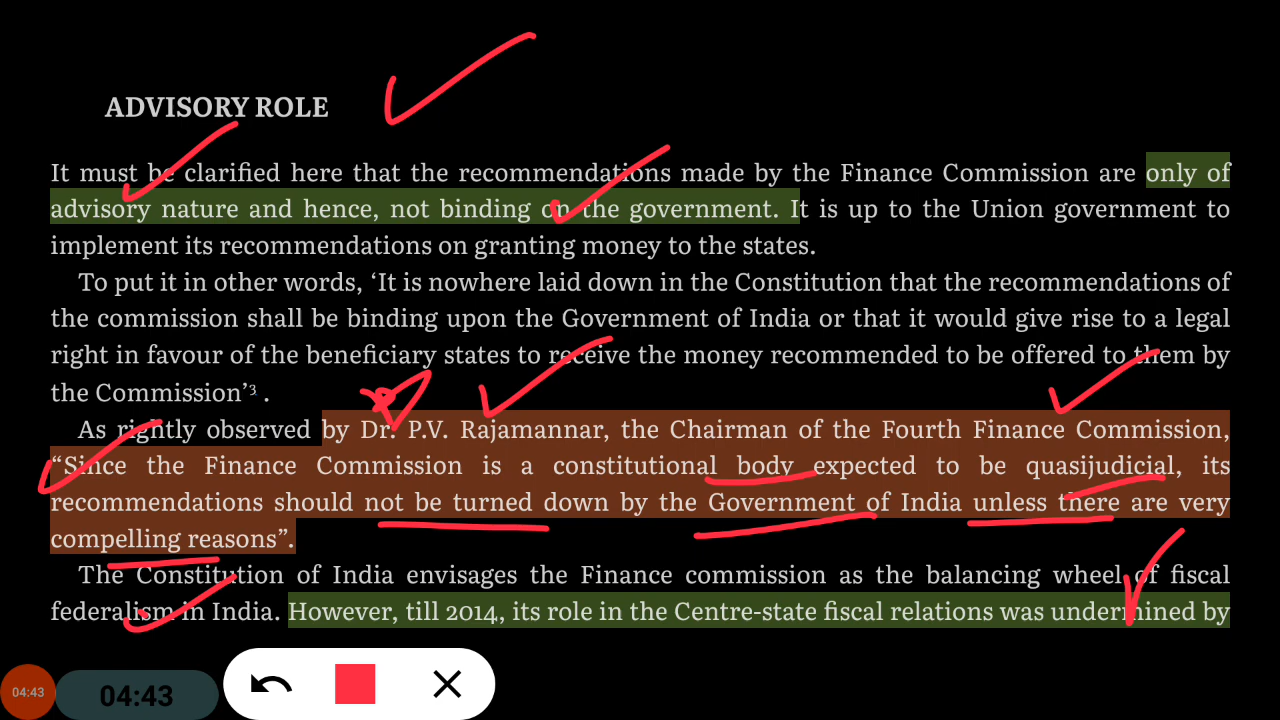 ADVISORY ROLE
It must be clarified here that the recommendations made by the Finance Commission are only of
advisory nature and hence, not binding on the government. It is up to the Union government to
implement its recommendations on granting money to the states.
To put it in other words, ‘It is nowhere laid down in the Constitution that the recommendations of
the commission shall be binding upon the Government of India or that it would give rise to a legal
right in favour of the beneficiary states to receive the money recommended to be offered to them by
the Commission’³ .
As rightly observed by Dr. P.V. Rajamannar, the Chairman of the Fourth Finance Commission,
“Since the Finance Commission is a constitutional body expected to be quasijudicial, its
recommendations should not be turned down by the Government of India unless there are very
compelling reasons”.
The Constitution of India envisages the Finance commission as the balancing wheel of fiscal
federalism in India. However, till 2014, its role in the Centre-state fiscal relations was undermined by
04:43
04:43